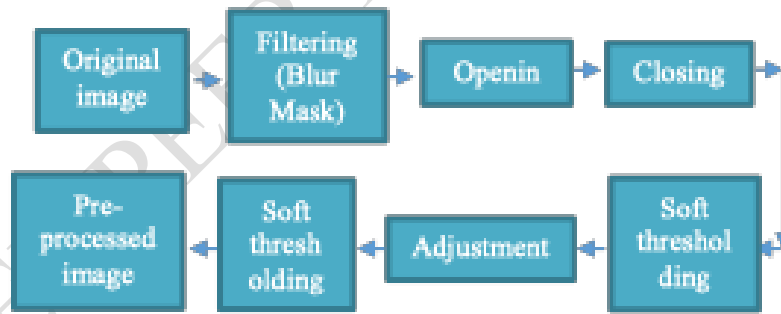 Original
image
Filtering
(Blur
Mask)
Openin
Closing
Soft
threshol
ding
Adjustment
Soft
thresh
olding
Pre-
processed
image